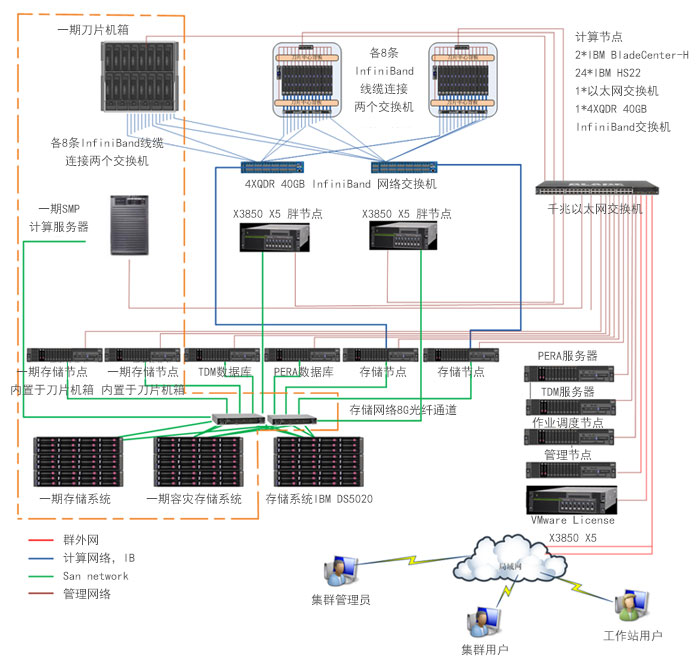 一期刀片机箱
各8条
InfiniBand
线缆连接
两个交换机
计算节点
2*IBM BladeCenter-H
24*IBM HS22
1*以太网交换机
1*4XQDR 40GB
InfiniBand交换机
各8条InfiniBand线缆
连接两个交换机
4XQDR 40GB InfiniBand 网络交换机
千兆以太网交换机
一期SMP
计算服务器
X3850 X5 胖节点
X3850 X5 胖节点
一期存储节点
内置于刀片机箱
一期存储节点
内置于刀片机箱
TDM数据库
PERA数据库
存储节点
存储节点
PERA服务器
TDM服务器
作业调度节点
管理节点
VMware License
X3850 X5
存储网络8G光纤通道
一期存储系统
一期容灾存储系统
存储系统IBM DS5020
群外网
计算网络，IB
San network
管理网络
集群管理员
集群用户
工作站用户